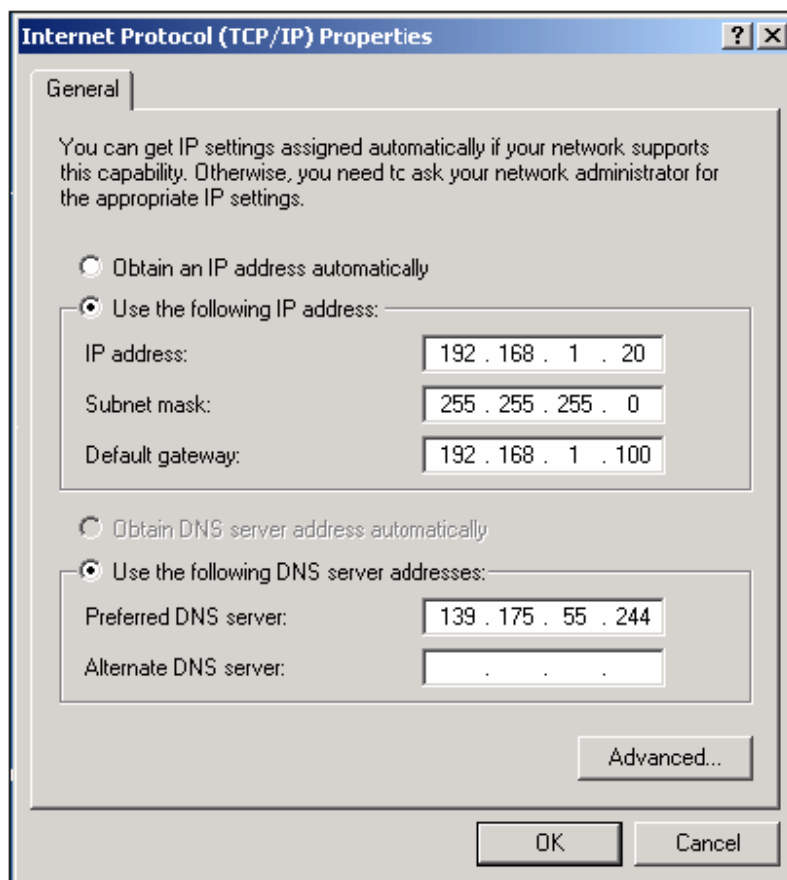 Internet Protocol (TCP/IP) Properties
General
You can get IP settings assigned automatically if your network supports
this capability. Otherwise, you need to ask your network administrator for
the appropriate IP settings.
Obtain an IP address automatically
Use the following IP address:
IP address: 192 . 168 . 1 . 20
Subnet mask: 255 . 255 . 255 . 0
Default gateway: 192 . 168 . 1 . 100
Obtain DNS server address automatically
Use the following DNS server addresses:
Preferred DNS server: 139 . 175 . 55 . 244
Alternate DNS server: . . .
Advanced...
OK Cancel